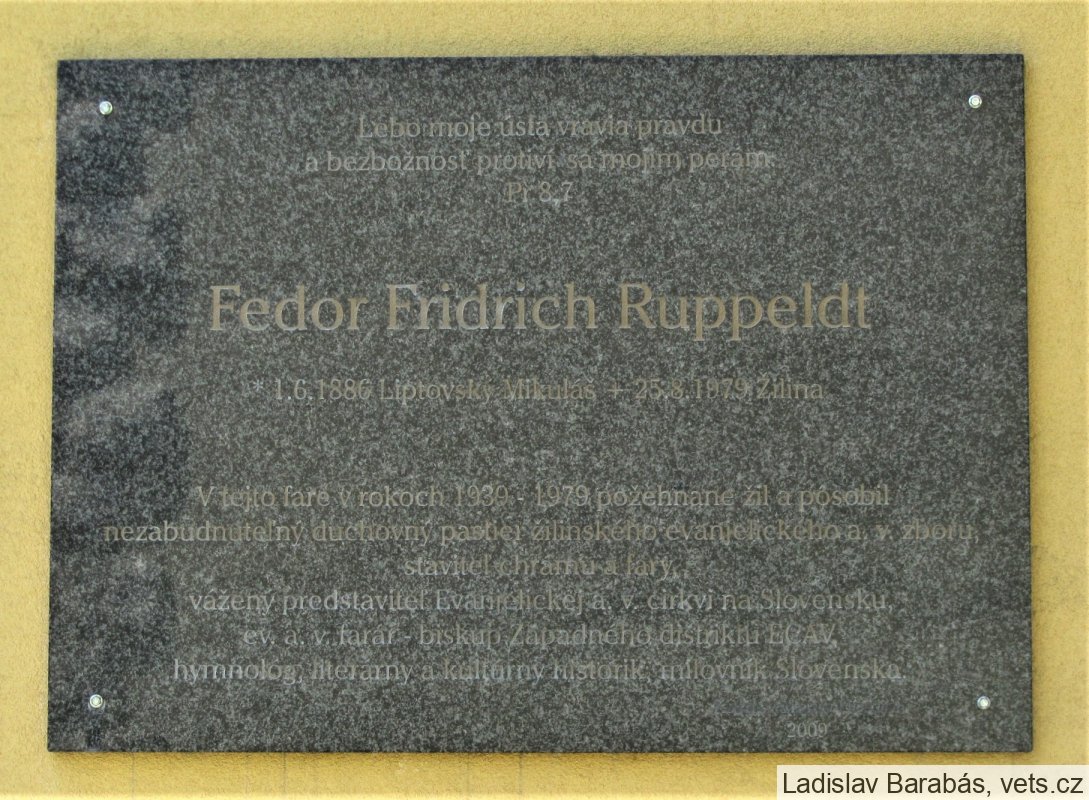 Lebo moje ústa vravia pravdu
a bezbožnosť protiví sa mojim perám.
Pr 8,7
Fedor Fridrich Ruppeldt
* 1.6.1886 Liptovský Mikuláš + 25.8.1979 Žilina
V tejto fare v rokoch 1939 - 1979 požehnane žil a pôsobil
nezabudnuteľný duchovný pastier žilinského evanjelického a. v. zboru,
staviteľ chrámu a fary,
vážený predstaviteľ Evanjelickej a. v. cirkvi na Slovensku,
ev. a. v. farár - biskup Západného dištriktu ECAV,
hymnológ, literárny a kultúrny historik, milovník Slovenska.
2009
Ladislav Barabás, vets.cz